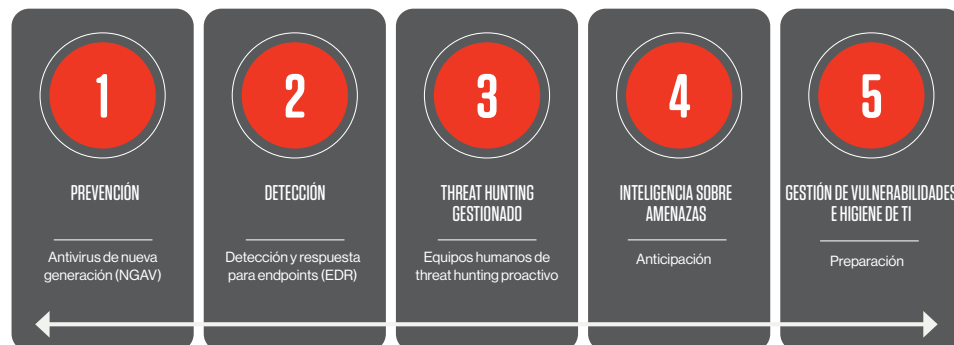 1
PREVENCIÓN
Antivirus de nueva
generación (NGAV)
2
DETECCIÓN
Detección y respuesta
para endpoints (EDR)
3
THREAT HUNTING
GESTIONADO
Equipos humanos de
threat hunting proactivo
4
INTELIGENCIA SOBRE
AMENAZAS
Anticipación
5
GESTIÓN DE VULNERABILIDADES
E HIGIENE DE TI
Preparación